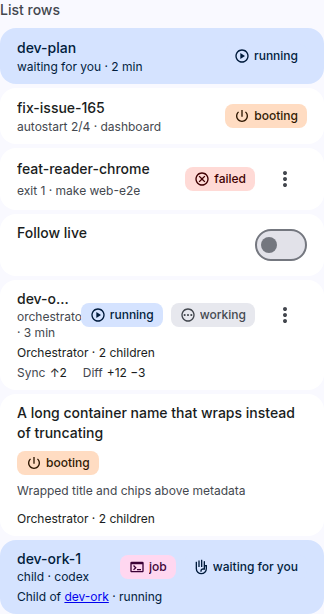 List rows
dev-plan
running
waiting for you · 2 min
fix-issue-165
booting
autostart 2/4 · dashboard
feat-reader-chrome
failed
exit 1 · make web-e2e
Follow live
dev-o...
running
working
orchestrato
· 3 min
Orchestrator · 2 children
Sync ↑2 Diff +12 −3
A long container name that wraps instead
of truncating
booting
Wrapped title and chips above metadata
Orchestrator · 2 children
dev-ork-1
job
waiting for you
child · codex
Child of dev-ork · running